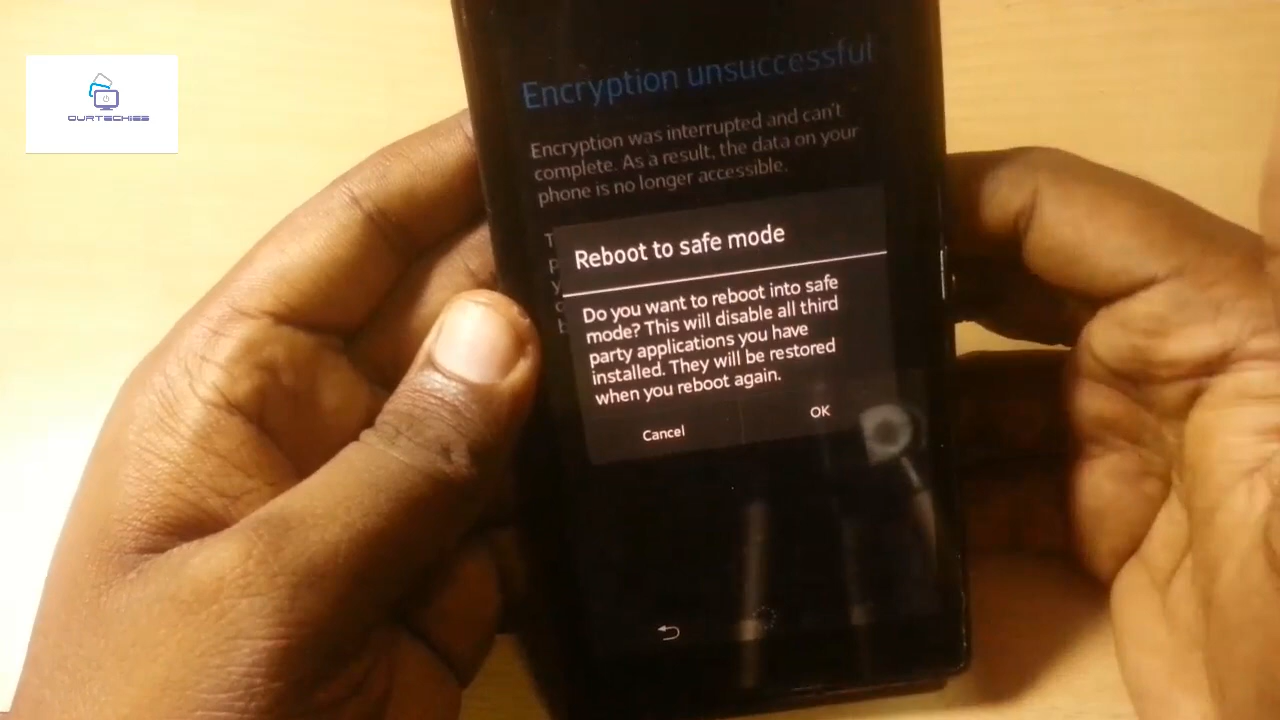 OURTECHIES
Encryption unsuccessful
Encryption was interrupted and can't
complete. As a result, the data on your
phone is no longer accessible.
Reboot to safe mode
Do you want to reboot into safe
mode? This will disable all third
party applications you have
installed. They will be restored
when you reboot again.
Cancel
OK